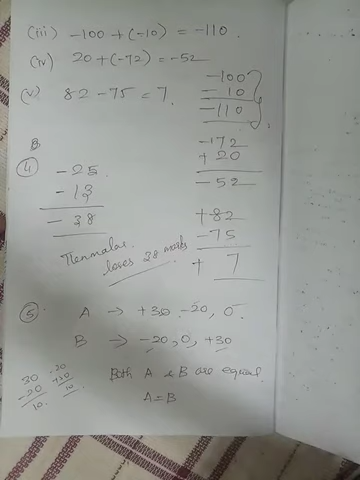 (iii) -100 + (-10) = -110.
(iv) 20 + (-72) = -52
(v) 82 - 75 = 7.
-100
- 10
-110
-72
+ 20
- 52
+82
-75
+ 7
B
(4) - 25
- 13
- 38
Thenmalar
loses 38 marks
(5). A → +30, -20, 0.
B → -20, 0, +30
30
-20
10.
-20
+30
10
Both A & B are equal
A = B